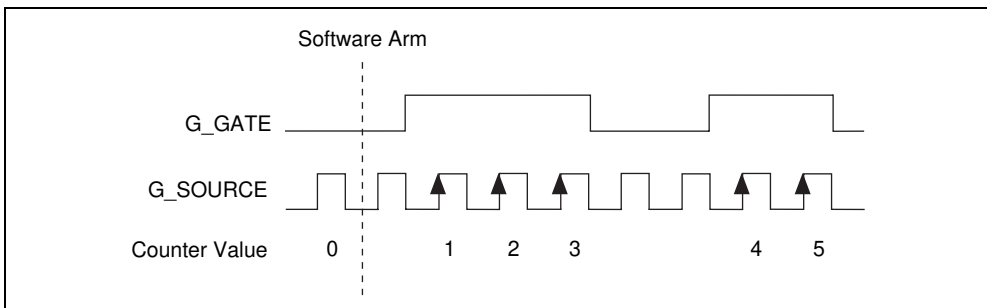 Software Arm
G_GATE
G_SOURCE
Counter Value 0 1 2 3 4 5